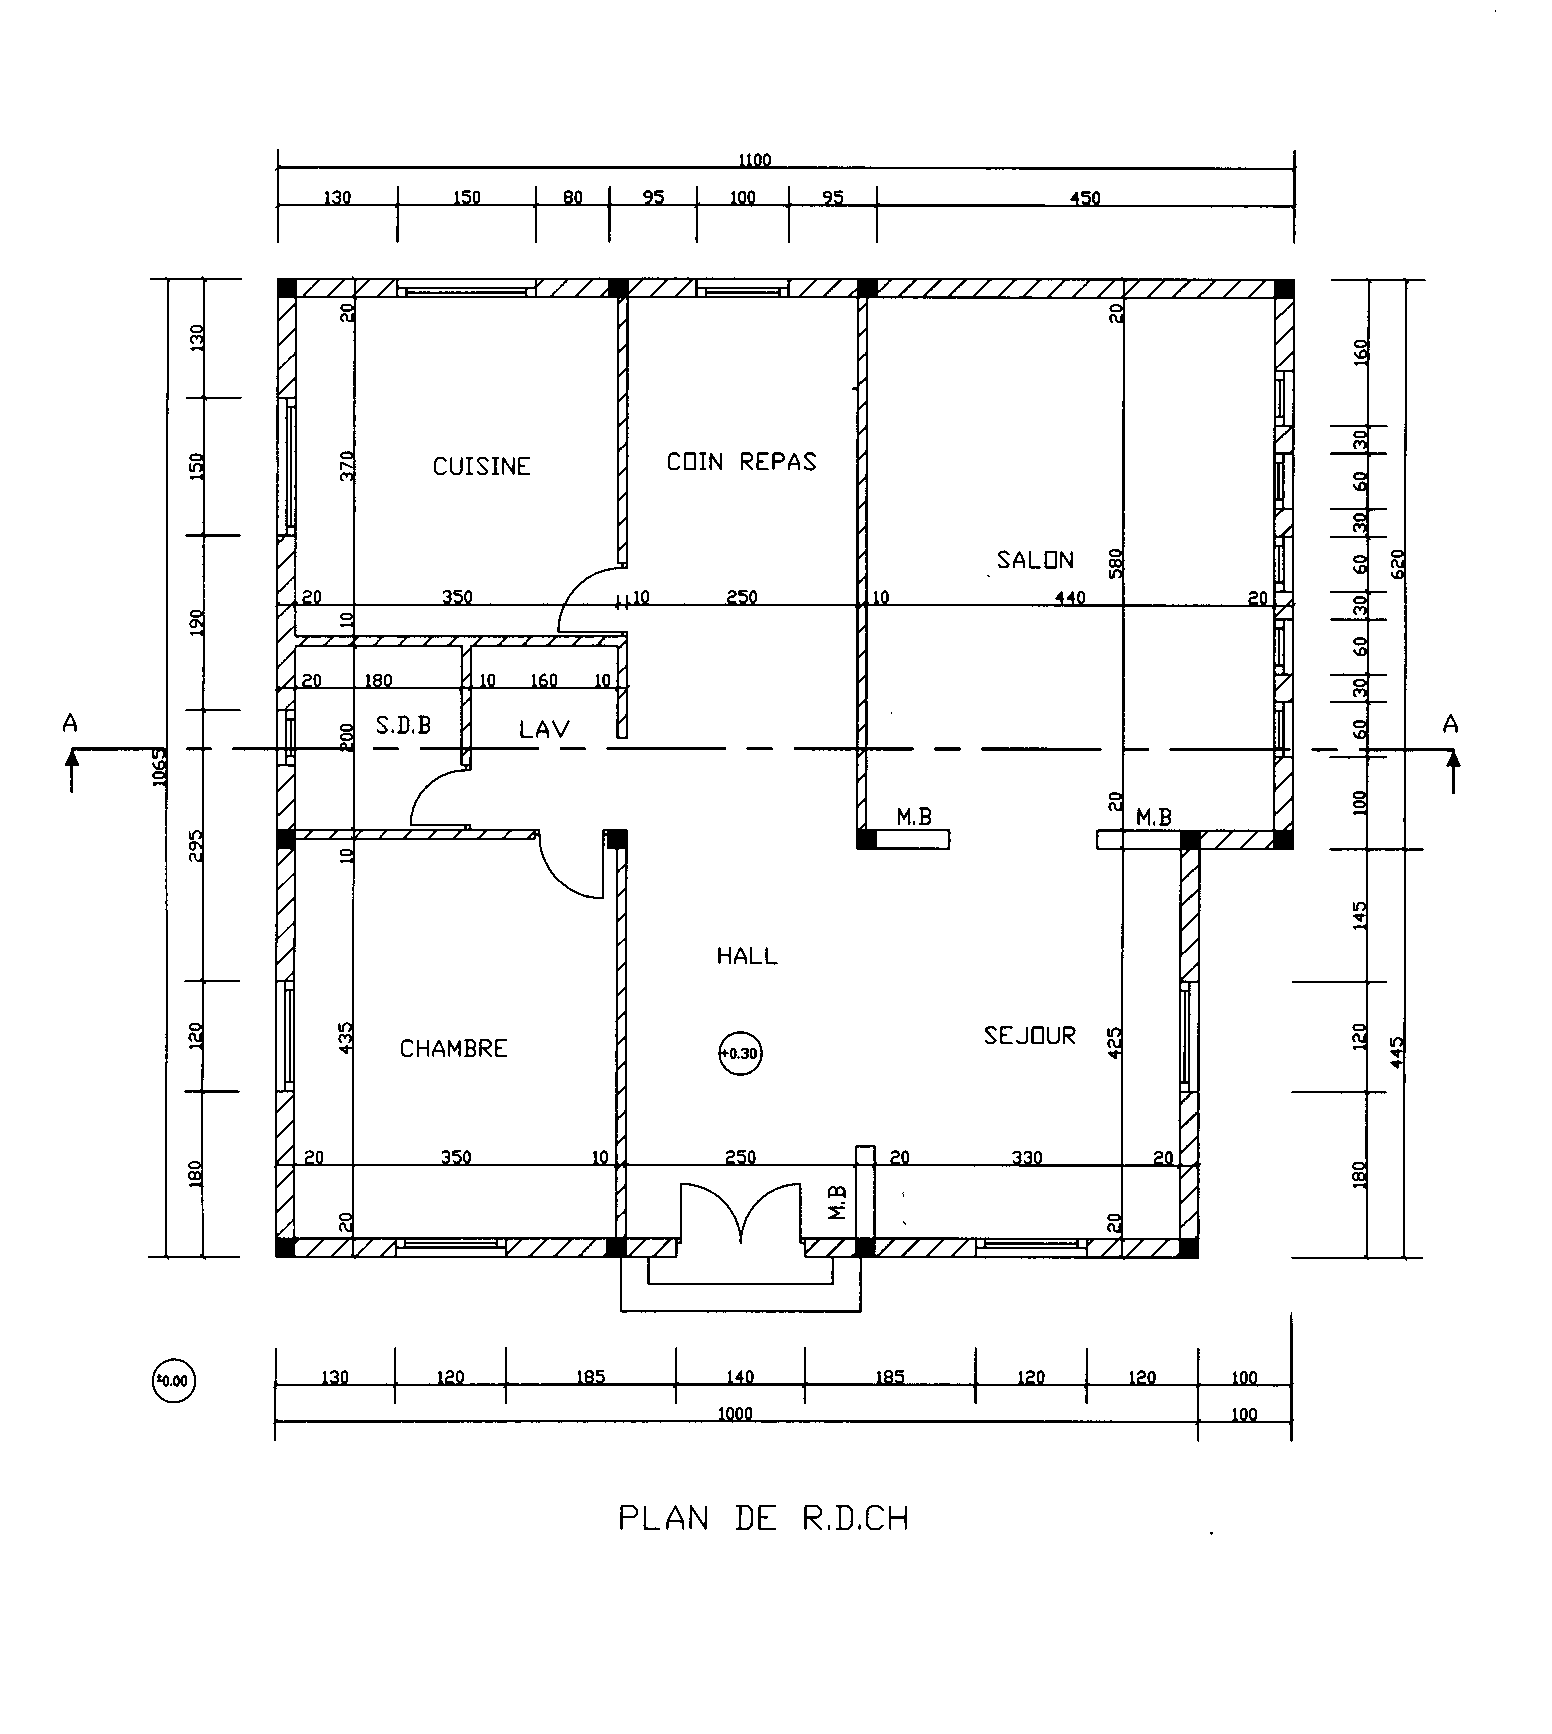 1100
130 150 80 95 100 95 450
20 20
130 160
30
CUISINE COIN REPAS
150 370 60
30
SALON
580 60 620
20 350 10 250 10 440 20
190 10 30
60
20 180 10 160 10 30
A S.D.B LAV 200 60 A
1065
20 100
M.B M.B
295 10
145
HALL
120 435 CHAMBRE +0.30 SEJOUR 425 120 445
20 350 10 250 20 330 20
180 M.B 180
20 20
±0.00
130 120 185 140 185 120 120 100
1000 100
PLAN DE R.D.CH